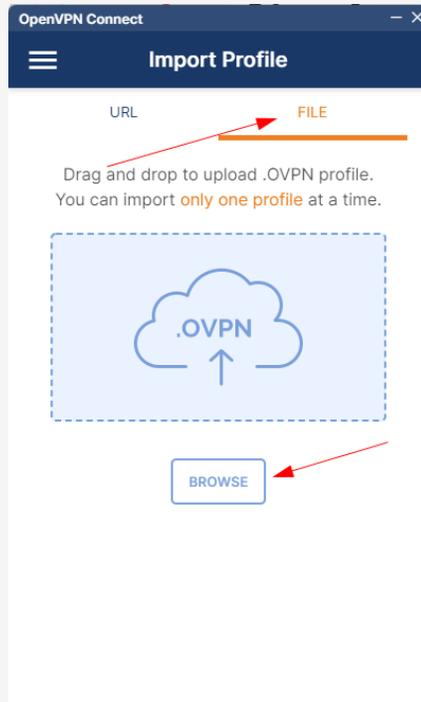 OpenVPN Connect
Import Profile
URL
FILE
Drag and drop to upload .OVPN profile.
You can import only one profile at a time.
.OVPN
BROWSE